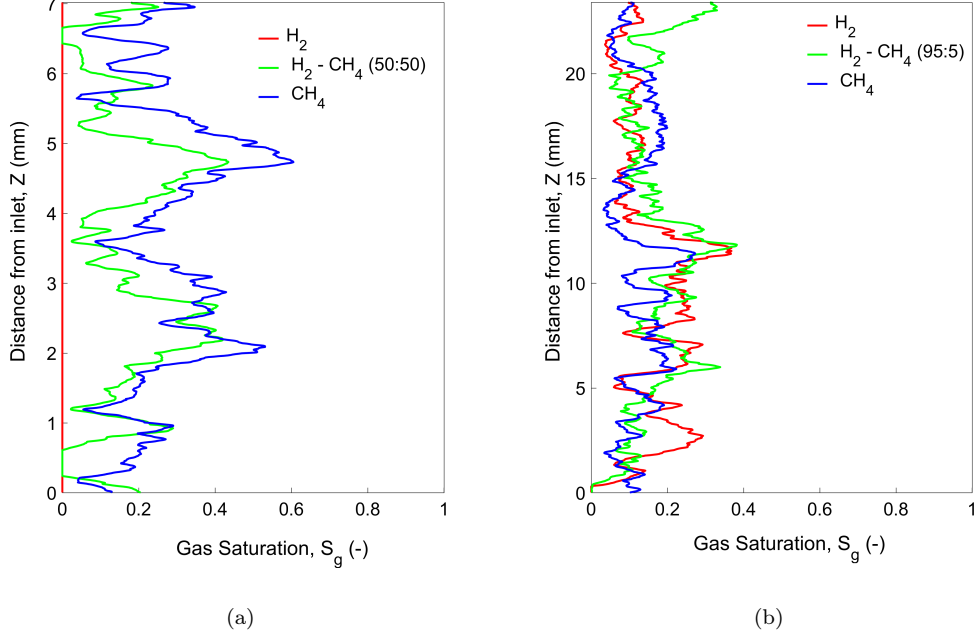 7
6
5
4
3
2
1
0
Distance from inlet, Z (mm)
H2
H2 - CH4 (50:50)
CH4
0 0.2 0.4 0.6 0.8 1
Gas Saturation, Sg (-)
(a)
20
15
10
5
0
Distance from inlet, Z (mm)
H2
H2 - CH4 (95:5)
CH4
0 0.2 0.4 0.6 0.8 1
Gas Saturation, Sg (-)
(b)